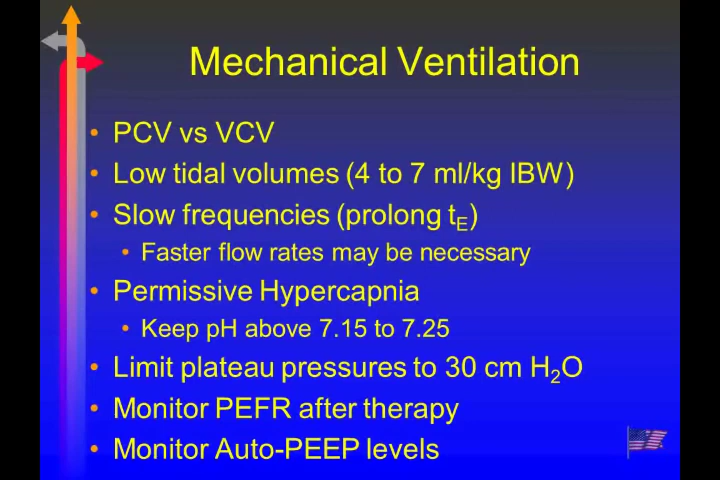 Mechanical Ventilation
• PCV vs VCV
• Low tidal volumes (4 to 7 ml/kg IBW)
• Slow frequencies (prolong tE)
• Faster flow rates may be necessary
• Permissive Hypercapnia
• Keep pH above 7.15 to 7.25
• Limit plateau pressures to 30 cm H2O
• Monitor PEFR after therapy
• Monitor Auto-PEEP levels